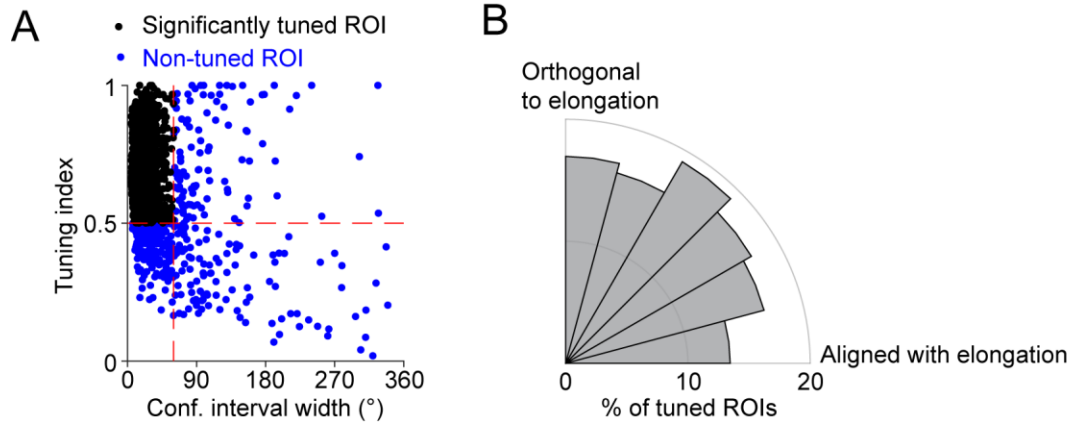 A
Significantly tuned ROI
Non-tuned ROI
Tuning index
1
0.5
0
0 90 180 270 360
Conf. interval width (°)
B
Orthogonal
to elongation
Aligned with elongation
0 10 20
% of tuned ROIs